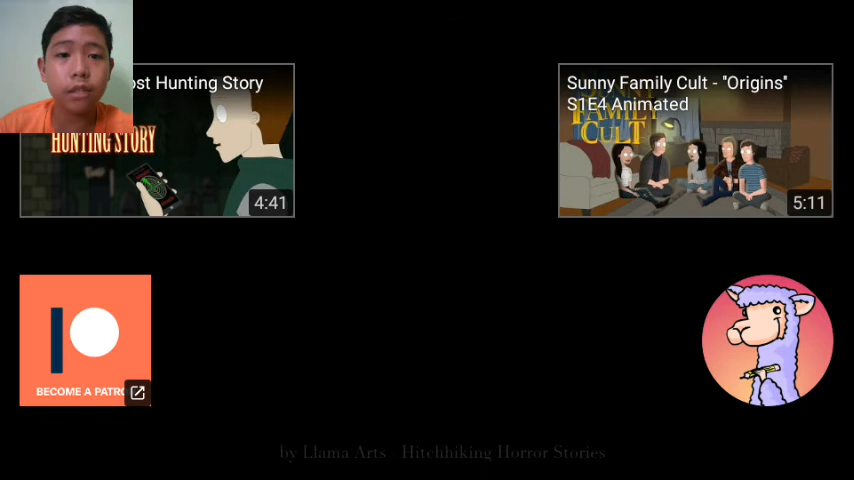 ost Hunting Story
HUNTING STORY
4:41
Sunny Family Cult - "Origins"
S1E4 Animated
FAMILY
CULT
5:11
BECOME A PATRO
by Llama Arts - Hitchhiking Horror Stories